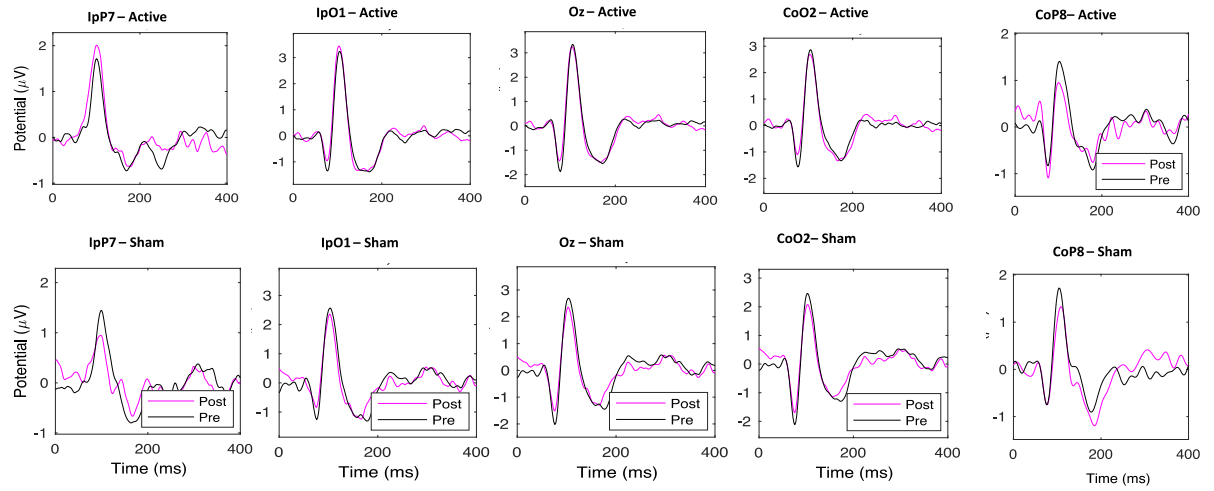 IpP7 – Active
IpO1 – Active
Oz – Active
CoO2 – Active
CoP8– Active
Potential (μV)
2
1
0
-1
0 200 400
3
2
1
0
-1
0 200 400
3
2
1
0
-1
-2
0 200 400
3
2
1
0
-1
-2
0 200 400
2
1
0
-1
0 200 400
Post
Pre
IpP7 – Sham
IpO1 – Sham
Oz – Sham
CoO2– Sham
CoP8 – Sham
Potential (μV)
2
1
0
-1
0 200 400
Post
Pre
Time (ms)
3
2
1
0
-1
0 200 400
Post
Pre
Time (ms)
3
2
1
0
-1
-2
0 200 400
Post
Pre
Time (ms)
3
2
1
0
-1
-2
0 200 400
Post
Pre
Time (ms)
2
1
0
-1
0 200 400
Time (ms)